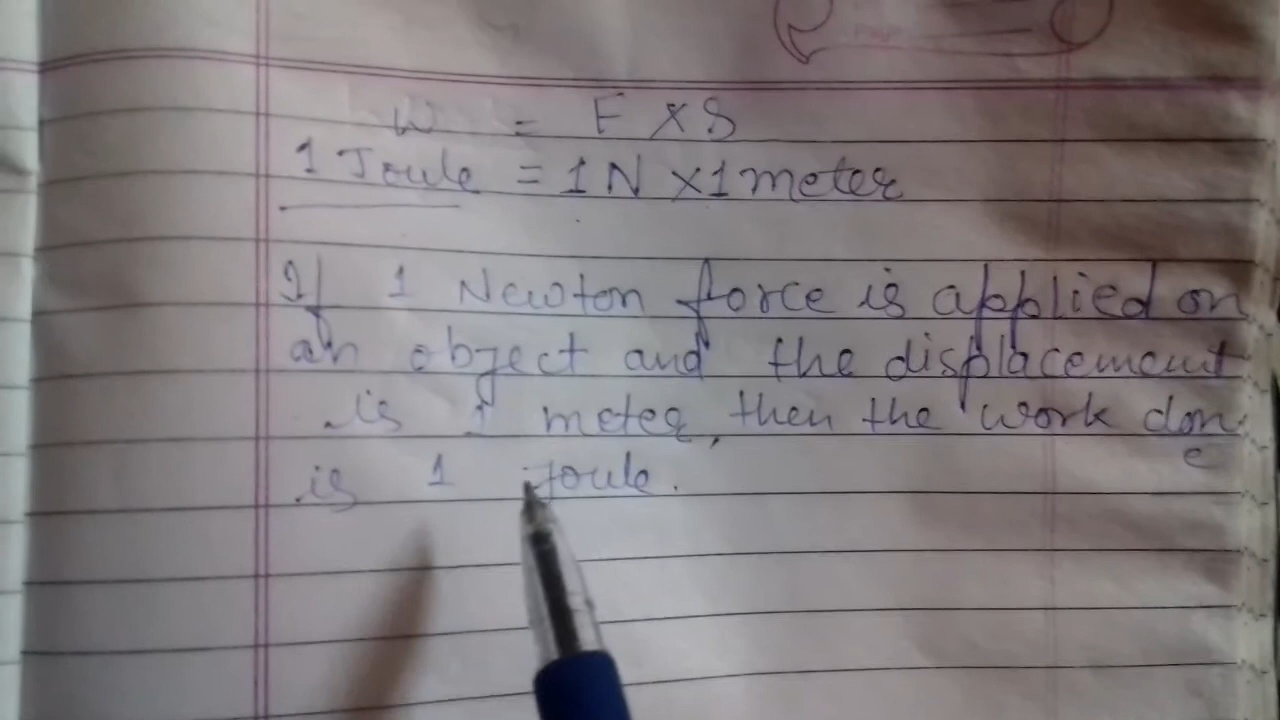 W = F × S
1 Joule = 1 N × 1 meter
If 1 Newton force is applied on
an object and the displacement
is 1 meter, then the work done
is 1 Joule.